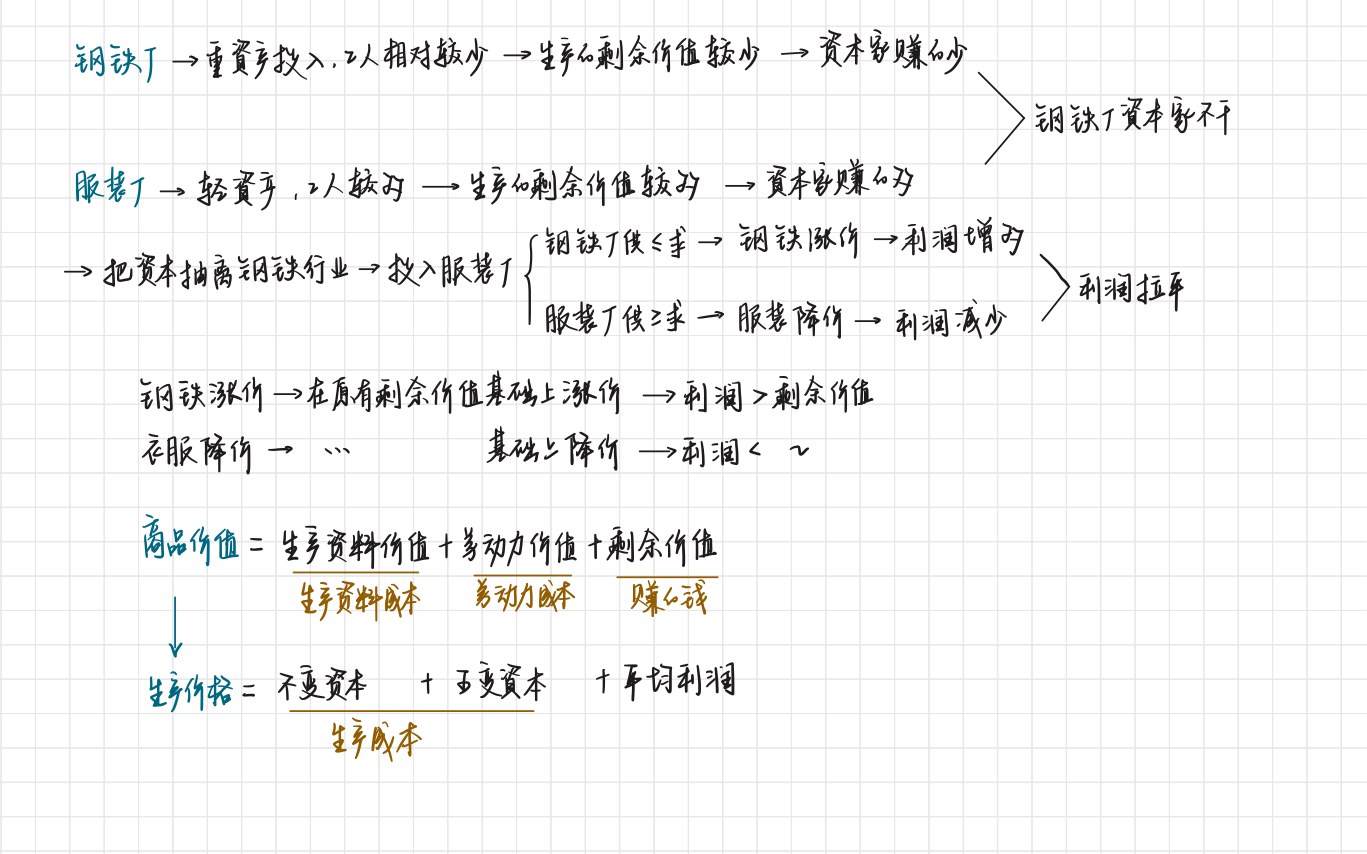 钢铁厂 → 重资产投入，工人相对较少 → 生产的剩余价值较少 → 资本家赚的少
钢铁厂资本家不干
服装厂 → 轻资产，工人较多 → 生产的剩余价值较多 → 资本家赚的多
钢铁厂供≤求 → 钢铁涨价 → 利润增多
→ 把资本抽离钢铁行业 → 投入服装厂
利润拉平
服装厂供≥求 → 服装降价 → 利润减少
钢铁涨价 → 在原有剩余价值基础上涨价 → 利润 > 剩余价值
衣服降价 → … 基础上降价 → 利润 < ~
商品价值 = 生产资料价值 + 劳动力价值 + 剩余价值
生产资料成本 劳动力成本 赚的钱
↓
生产价格 = 不变资本 + 可变资本 + 平均利润
生产成本